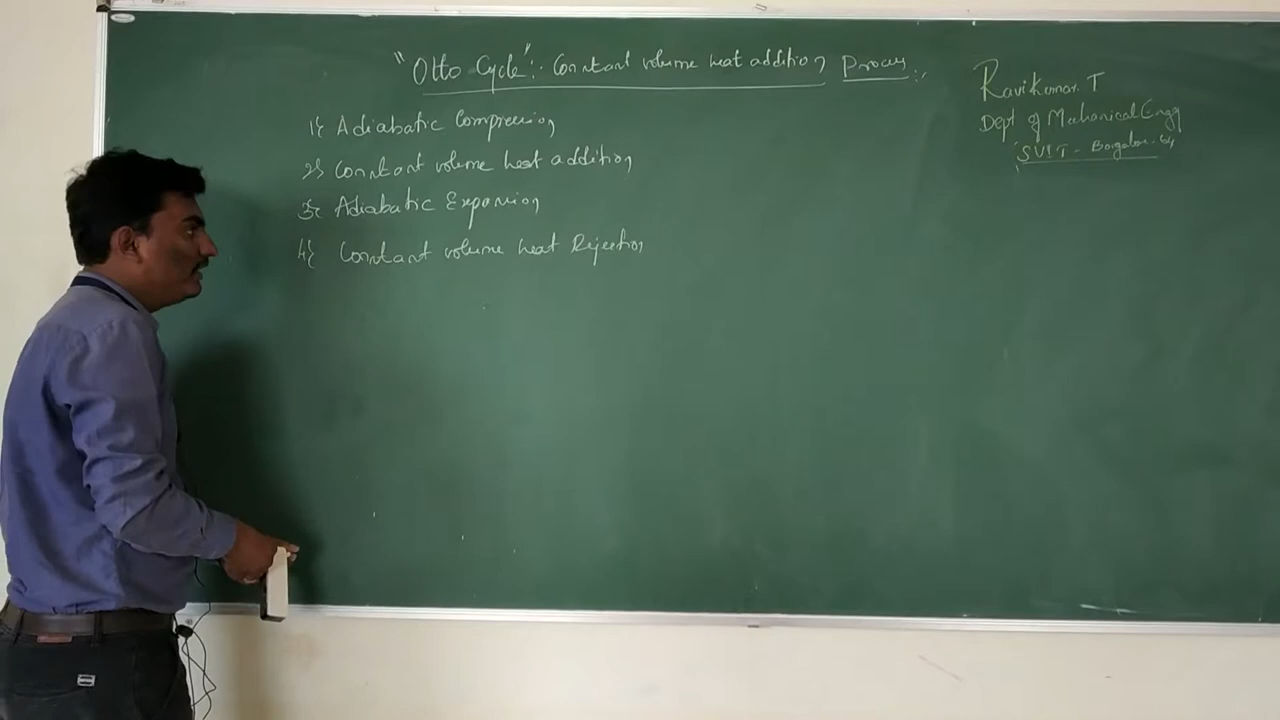 "Otto Cycle":- Constant volume heat addition Process:-
1} Adiabatic Compression
2} Constant volume heat addition
3} Adiabatic Expansion
4} Constant volume heat Rejection
Ravikumar. T
Dept of Mechanical Engg
SVIT - Bangalore. 64